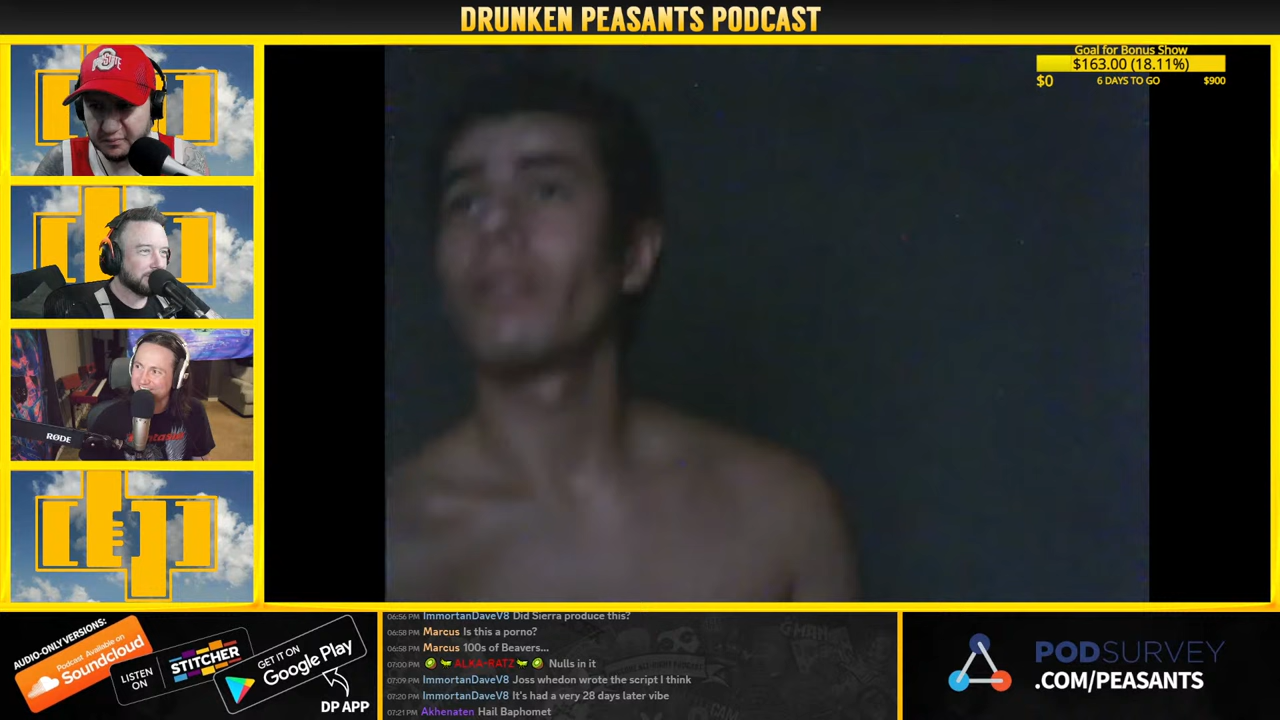 DRUNKEN PEASANTS PODCAST
Goal for Bonus Show
$163.00 (18.11%)
$0 6 DAYS TO GO $900
RØDE
AUDIO-ONLY VERSIONS:
Podcast Available on
Soundcloud
LISTEN ON
STITCHER
GET IT ON
Google Play
DP APP
06:56 PM ImmortanDaveV8 Did Sierra produce this?
06:58 PM Marcus Is this a porno?
06:58 PM Marcus 100s of Beavers...
07:00 PM ALKA-RATZ Nulls in it
07:09 PM ImmortanDaveV8 Joss whedon wrote the script I think
07:20 PM ImmortanDaveV8 It's had a very 28 days later vibe
07:21 PM Akhenaten Hail Baphomet
PODSURVEY
.COM/PEASANTS